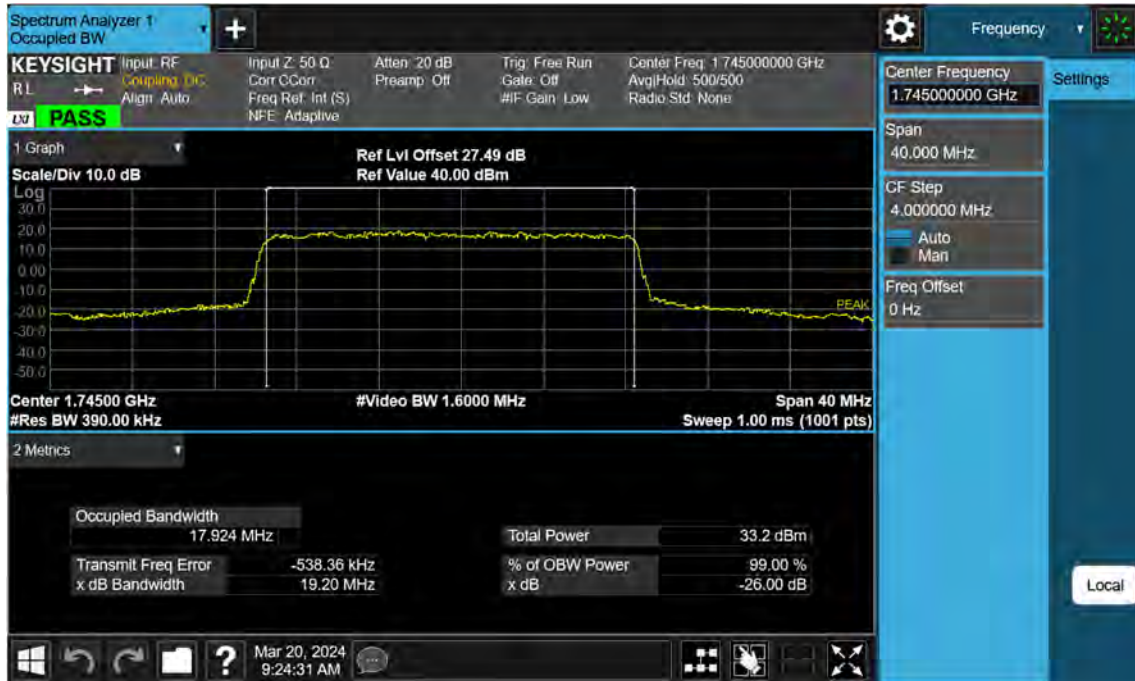 Spectrum Analyzer 1
Occupied BW
+
Frequency
KEYSIGHT
RL
LXI PASS
Input: RF
Coupling: DC
Align: Auto
Input Z: 50 Ω
Corr CCorr
Freq Ref: Int (S)
NFE: Adaptive
Atten: 20 dB
Preamp: Off
Trig: Free Run
Gate: Off
#IF Gain: Low
Center Freq: 1.745000000 GHz
Avg|Hold: 500/500
Radio Std: None
Center Frequency
1.745000000 GHz
Settings
Span
40.000 MHz
CF Step
4.000000 MHz
Auto
Man
Freq Offset
0 Hz
Local
1 Graph
Scale/Div 10.0 dB
Ref Lvl Offset 27.49 dB
Ref Value 40.00 dBm
Log
30.0
20.0
10.0
0.00
-10.0
-20.0
-30.0
-40.0
-50.0
PEAK
Center 1.74500 GHz
#Video BW 1.6000 MHz
Span 40 MHz
#Res BW 390.00 kHz
Sweep 1.00 ms (1001 pts)
2 Metrics
Occupied Bandwidth
17.924 MHz
Total Power 33.2 dBm
Transmit Freq Error -538.36 kHz
% of OBW Power 99.00 %
x dB Bandwidth 19.20 MHz
x dB -26.00 dB
?
Mar 20, 2024
9:24:31 AM